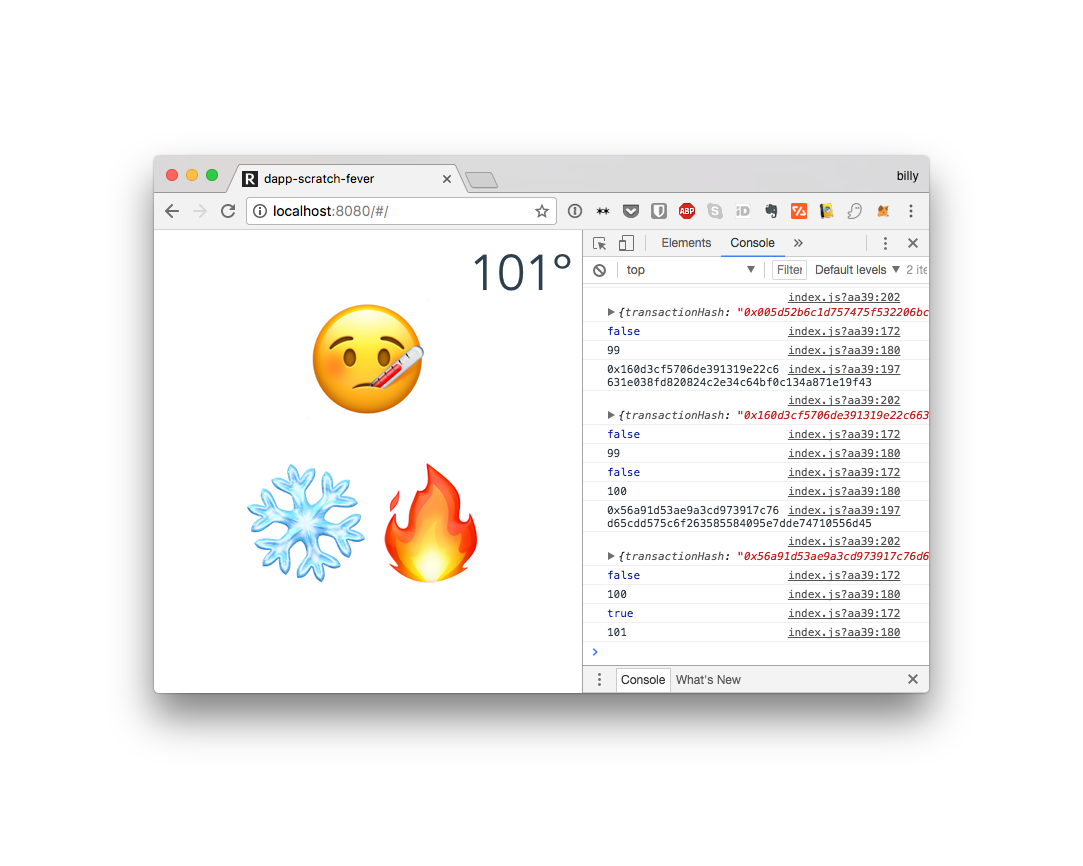 R dapp-scratch-fever
billy
localhost:8080/#/
ABP
iD
101°
Elements Console »
top Filter Default levels 2 ite
index.js?aa39:202
{transactionHash: "0x005d52b6c1d757475f532206bc
false index.js?aa39:172
99 index.js?aa39:180
0x160d3cf5706de391319e22c6 index.js?aa39:197
631e038fd820824c2e34c64bf0c134a871e19f43
index.js?aa39:202
{transactionHash: "0x160d3cf5706de391319e22c663
false index.js?aa39:172
99 index.js?aa39:180
false index.js?aa39:172
100 index.js?aa39:180
0x56a91d53ae9a3cd973917c76 index.js?aa39:197
d65cdd575c6f263585584095e7dde74710556d45
index.js?aa39:202
{transactionHash: "0x56a91d53ae9a3cd973917c76d6
false index.js?aa39:172
100 index.js?aa39:180
true index.js?aa39:172
101 index.js?aa39:180
>
Console What's New